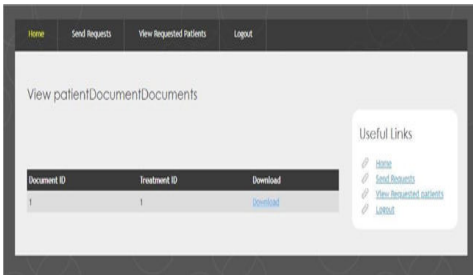 Home Send Requests View Requested Patients Logout
View patientDocumentDocuments
Useful Links
Home
Send Requests
View Requested patients
Logout
Document ID Treatment ID Download
1 1 Download